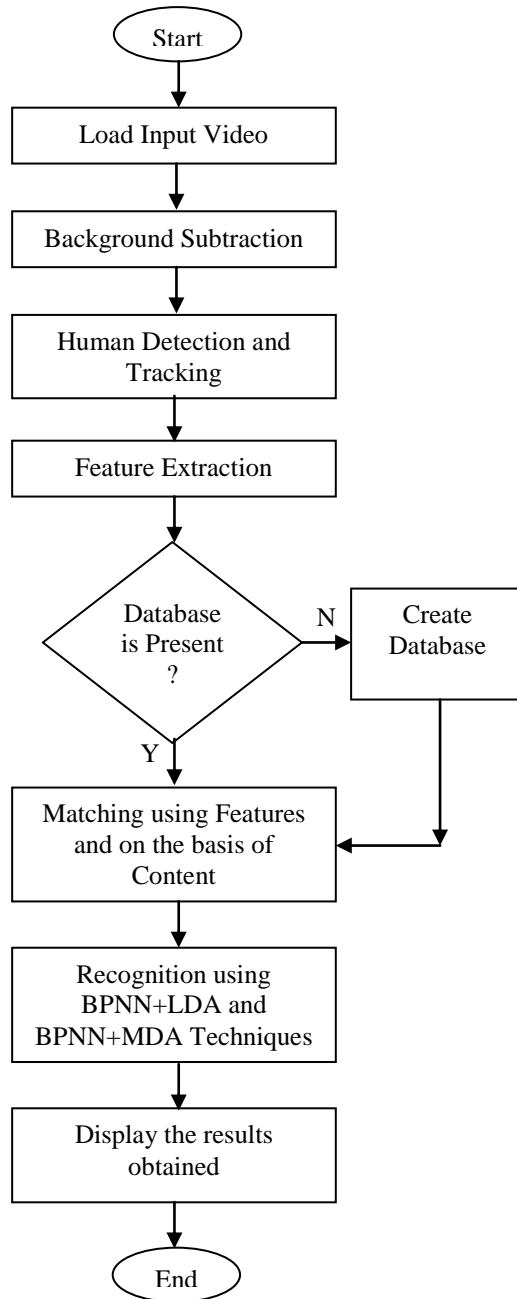 Start
Load Input Video
Background Subtraction
Human Detection and
Tracking
Feature Extraction
Database
is Present
?
N
Create
Database
Y
Matching using Features
and on the basis of
Content
Recognition using
BPNN+LDA and
BPNN+MDA Techniques
Display the results
obtained
End